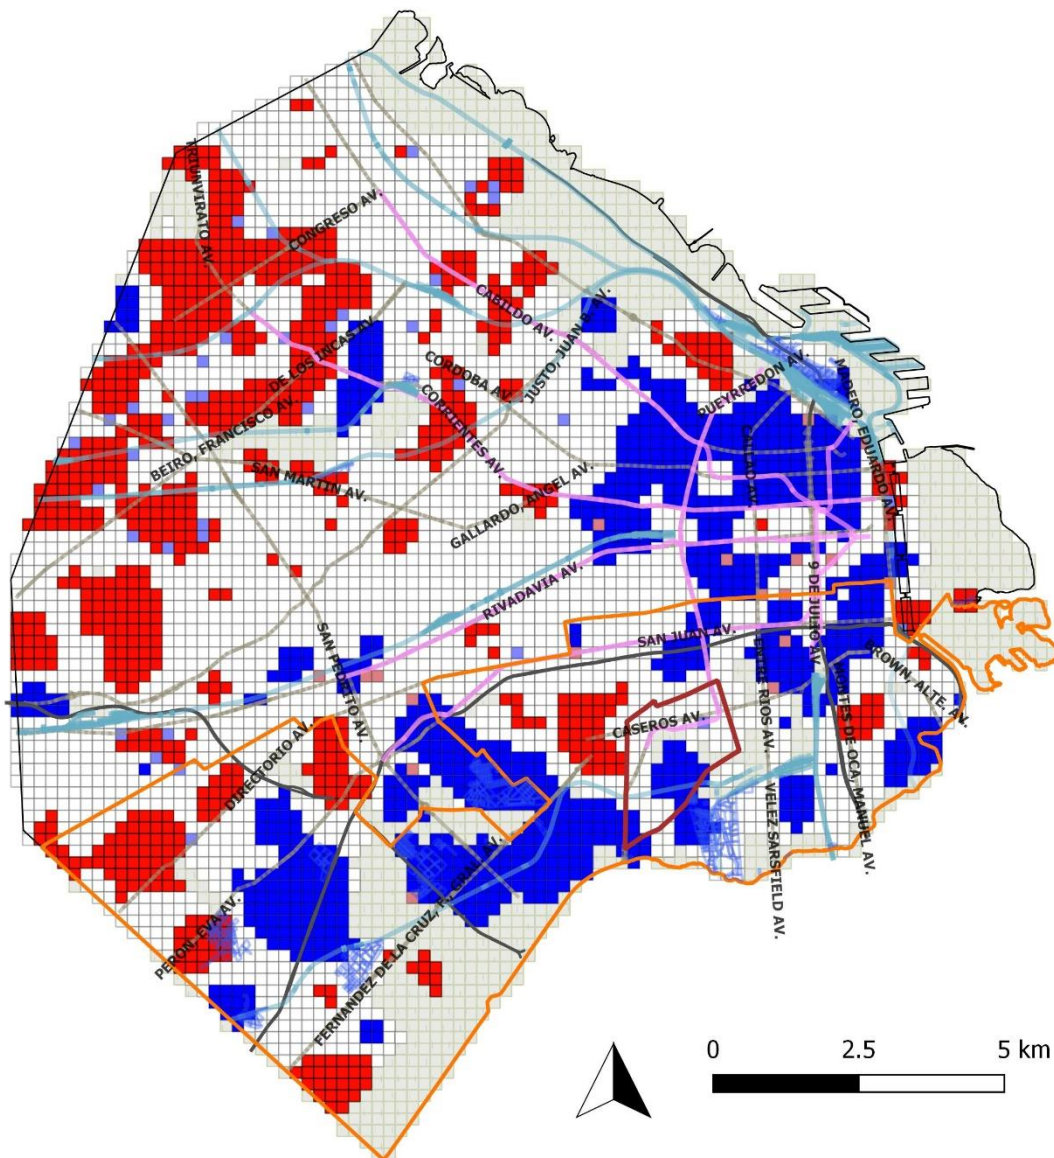 TRIUNVIRATO AV.
CONGRESO AV.
CABILDO AV.
JUSTO, JUAN B. AV.
DE LOS INCAS AV.
CORDOBA AV.
PUEYRREDON AV.
MADERO, EDUARDO AV.
BEIRO, FRANCISCO AV.
CORRIENTES AV.
CALLAO AV.
SAN MARTIN AV.
GALLARDO, ANGEL AV.
RIVADAVIA AV.
9 DE JULIO AV.
SAN PEDRITO AV.
SAN JUAN AV.
ENTRE RIOS AV.
BROWN, ALTE. AV.
CASEROS AV.
MONTES DE OCA, MANUEL AV.
DIRECTORIO AV.
VELEZ SARSFIELD AV.
PERON, EVA AV.
FERNANDEZ DE LA CRUZ, F., GRAL. AV.
0 2.5 5 km